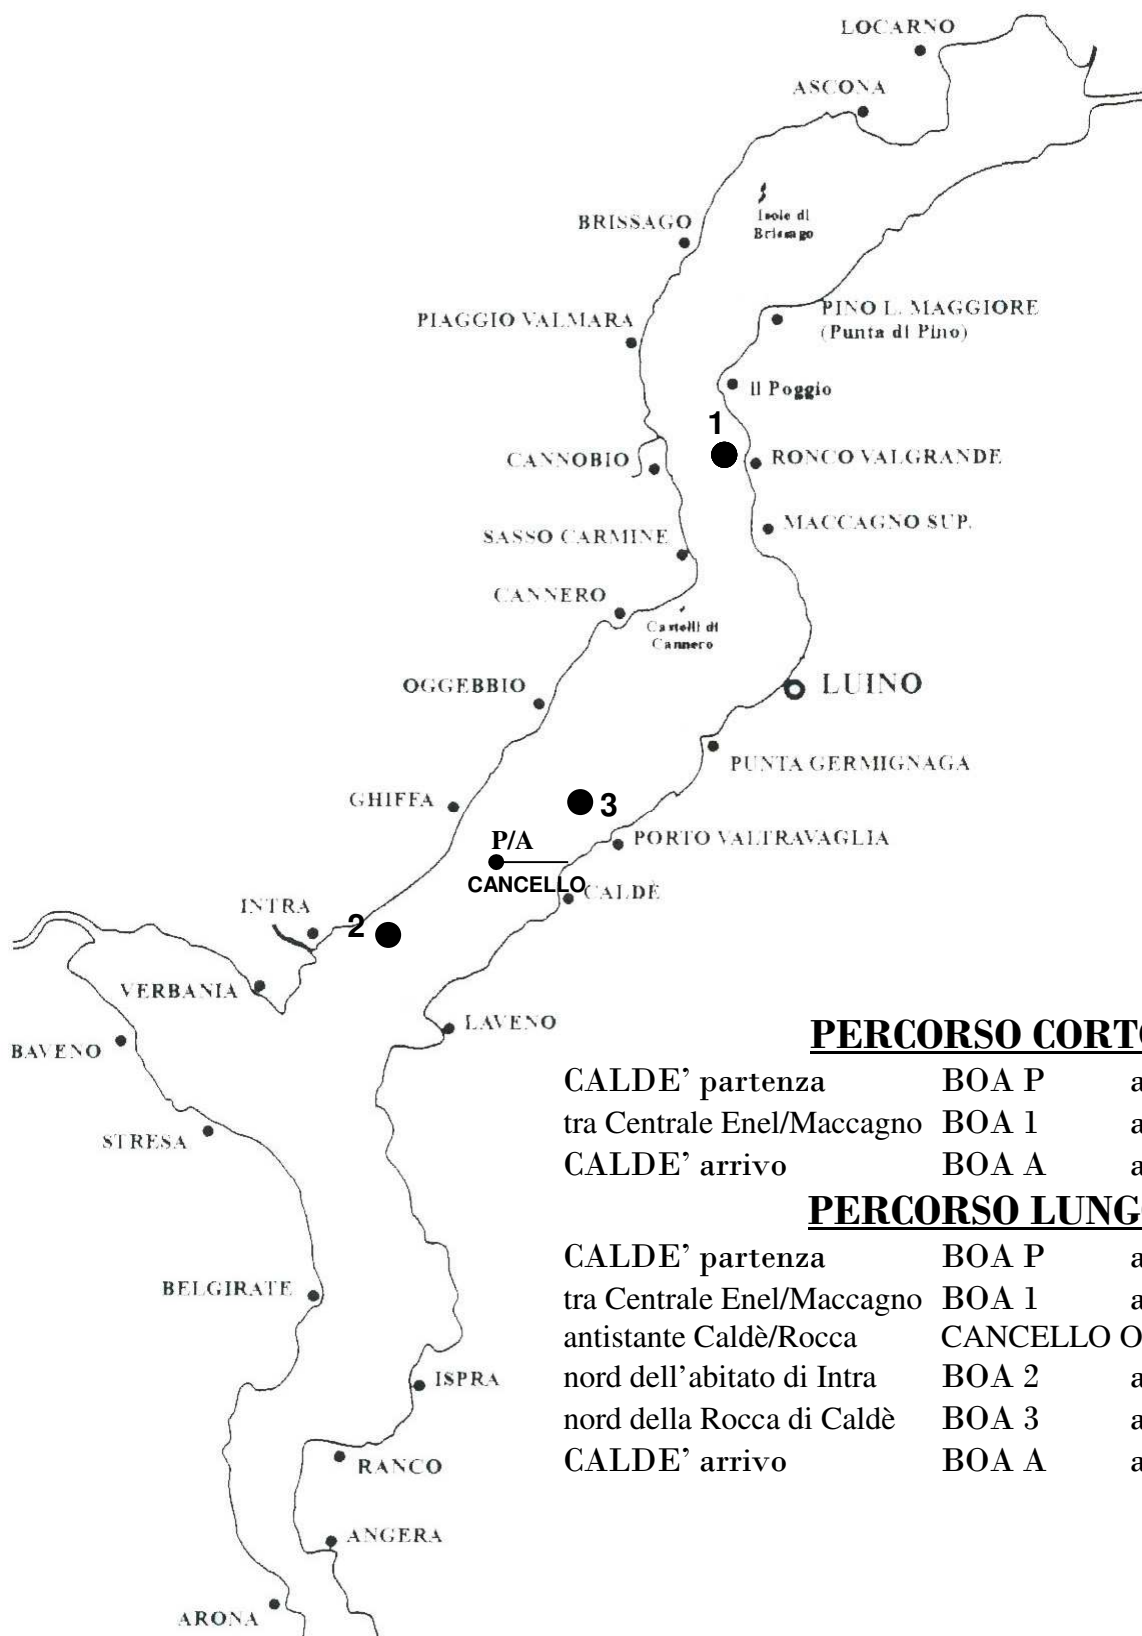 LOCARNO
ASCONA
Isole di
Brissago
BRISSAGO
PINO L. MAGGIORE
(Punta di Pino)
PIAGGIO VALMARA
Il Poggio
1
CANNOBIO
RONCO VALGRANDE
MACCAGNO SUP.
SASSO CARMINE
CANNERO
Castelli di
Cannero
OGGEBBIO
LUINO
PUNTA GERMIGNAGA
GHIFFA
3
P/A
PORTO VALTRAVAGLIA
CANCELLO
CALDÈ
INTRA
2
VERBANIA
LAVENO
BAVENO
STRESA
BELGIRATE
ISPRA
RANCO
ANGERA
ARONA
PERCORSO CORTO
CALDE’ partenza BOA P a
tra Centrale Enel/Maccagno BOA 1 a
CALDE’ arrivo BOA A a
PERCORSO LUNGO
CALDE’ partenza BOA P a
tra Centrale Enel/Maccagno BOA 1 a
antistante Caldè/Rocca CANCELLO O
nord dell’abitato di Intra BOA 2 a
nord della Rocca di Caldè BOA 3 a
CALDE’ arrivo BOA A a